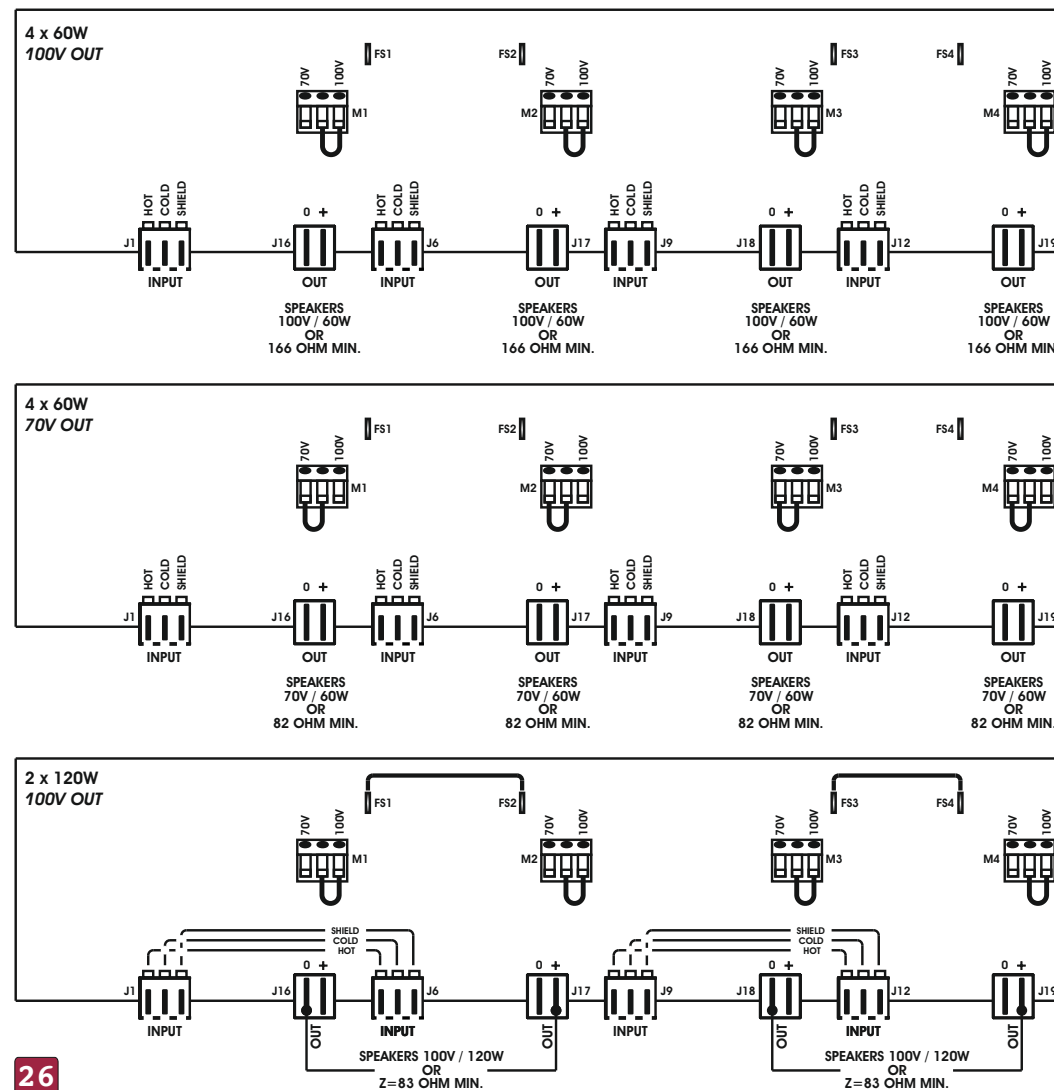 4 x 60W
100V OUT
FS1 FS2 FS3 FS4
70V 100V 70V 100V 70V 100V 70V 100V
M1 M2 M3 M4
HOT COLD SHIELD HOT COLD SHIELD HOT COLD SHIELD HOT COLD SHIELD
0 + 0 + 0 + 0 +
J1 J16 J6 J17 J9 J18 J12 J19
INPUT OUT INPUT OUT INPUT OUT INPUT OUT
SPEAKERS SPEAKERS SPEAKERS SPEAKERS
100V / 60W 100V / 60W 100V / 60W 100V / 60W
OR OR OR OR
166 OHM MIN. 166 OHM MIN. 166 OHM MIN. 166 OHM MIN
4 x 60W
70V OUT
FS1 FS2 FS3 FS4
70V 100V 70V 100V 70V 100V 70V 100V
M1 M2 M3 M4
HOT COLD SHIELD HOT COLD SHIELD HOT COLD SHIELD HOT COLD SHIELD
0 + 0 + 0 + 0 +
J1 J16 J6 J17 J9 J18 J12 J19
INPUT OUT INPUT OUT INPUT OUT INPUT OUT
SPEAKERS SPEAKERS SPEAKERS SPEAKERS
70V / 60W 70V / 60W 70V / 60W 70V / 60W
OR OR OR OR
82 OHM MIN. 82 OHM MIN. 82 OHM MIN. 82 OHM MIN.
2 x 120W
100V OUT
FS1 FS2 FS3 FS4
70V 100V 70V 100V 70V 100V 70V 100V
M1 M2 M3 M4
SHIELD SHIELD
COLD COLD
HOT HOT
0 + 0 + 0 + 0 +
J1 J16 J6 J17 J9 J18 J12 J19
INPUT OUT INPUT OUT INPUT OUT INPUT OUT
SPEAKERS 100V / 120W SPEAKERS 100V / 120W
OR OR
Z=83 OHM MIN. Z=83 OHM MIN.
26